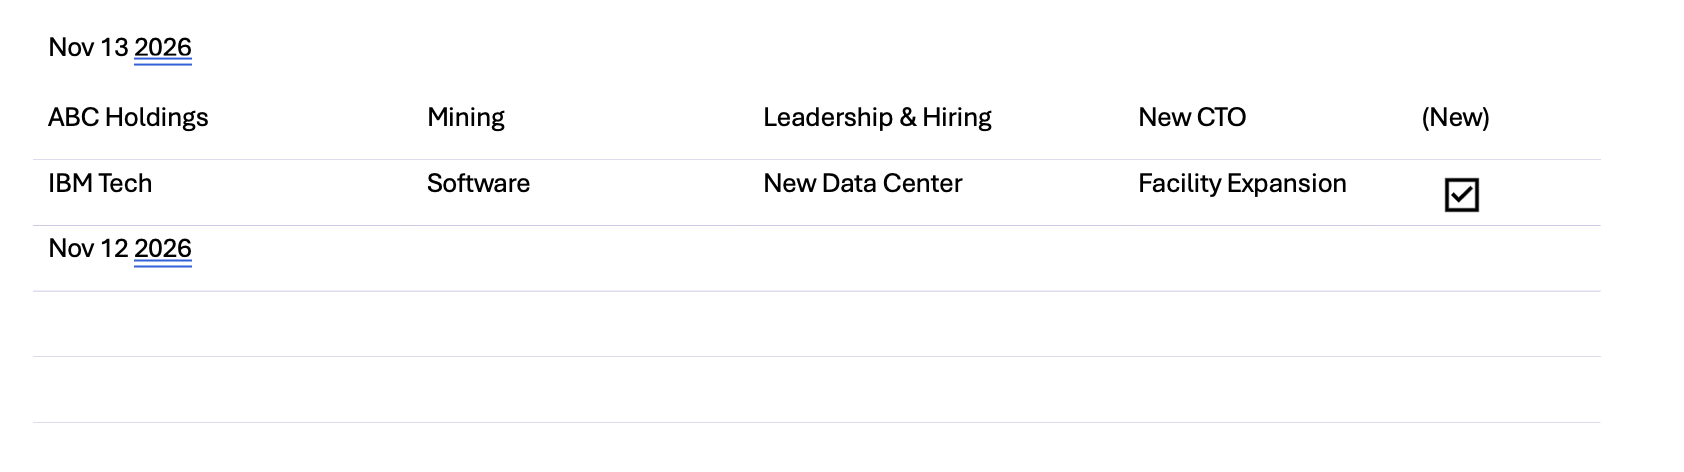 Nov 13 2026
ABC Holdings Mining Leadership & Hiring New CTO (New)
IBM Tech Software New Data Center Facility Expansion
Nov 12 2026